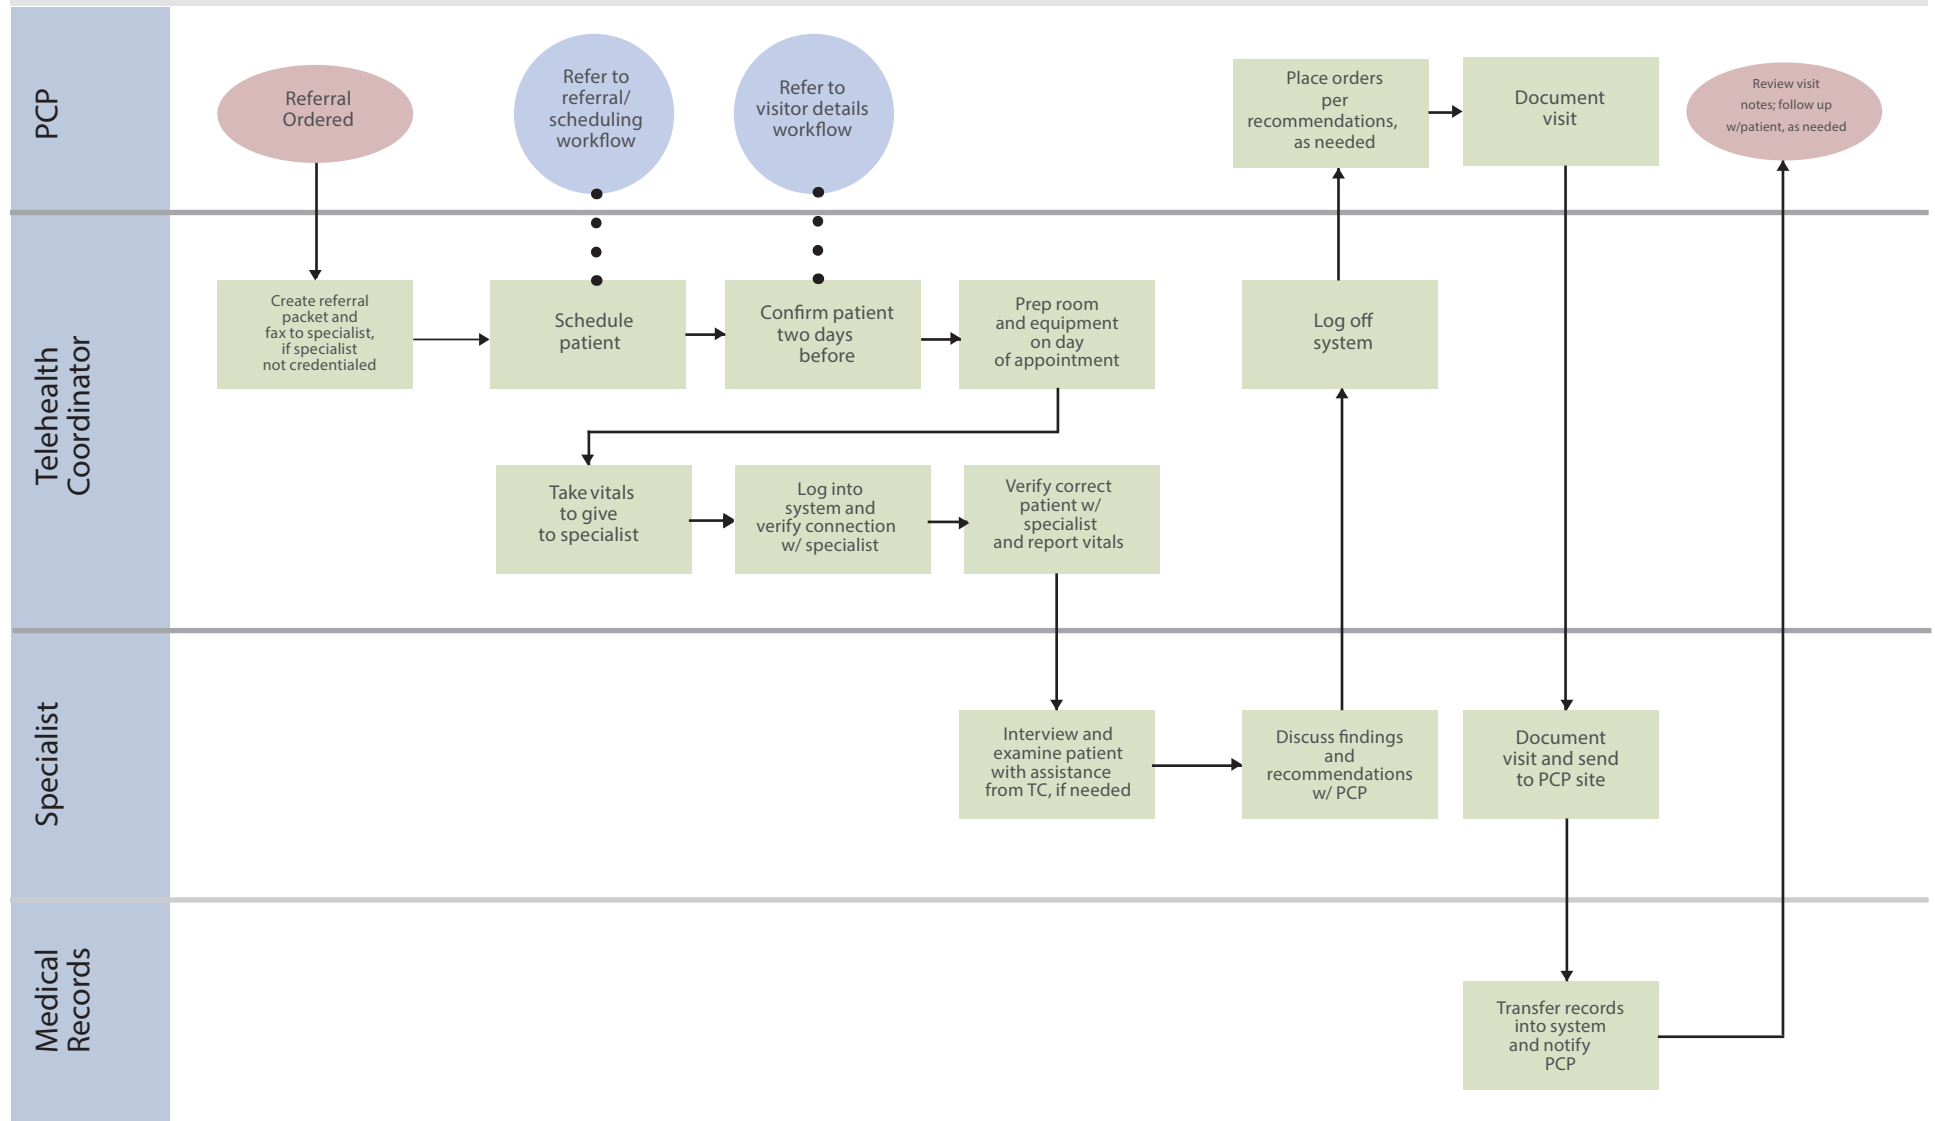 PCP
Referral
Ordered
Refer to
referral/
scheduling
workflow
Refer to
visitor details
workflow
Place orders
per
recommendations,
as needed
Document
visit
Review visit
notes; follow up
w/patient, as needed
Telehealth
Coordinator
Create referral
packet and
fax to specialist,
if specialist
not credentialed
Schedule
patient
Confirm patient
two days
before
Prep room
and equipment
on day
of appointment
Log off
system
Take vitals
to give
to specialist
Log into
system and
verify connection
w/ specialist
Verify correct
patient w/
specialist
and report vitals
Specialist
Interview and
examine patient
with assistance
from TC, if needed
Discuss findings
and
recommendations
w/ PCP
Document
visit and send
to PCP site
Medical
Records
Transfer records
into system
and notify
PCP